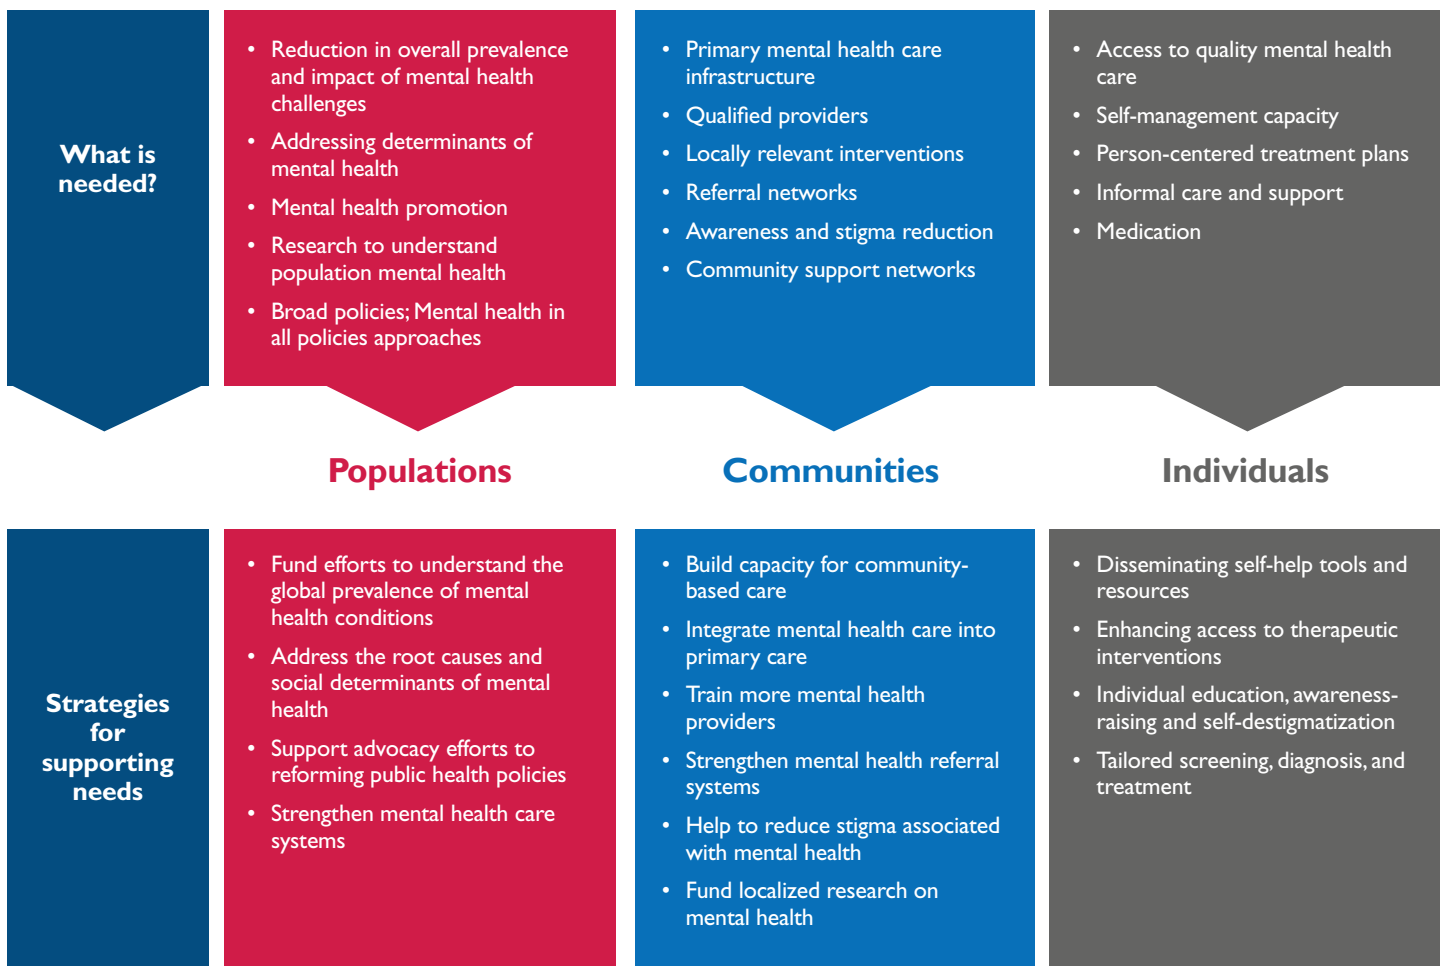 What is
needed?
• Reduction in overall prevalence
and impact of mental health
challenges
• Addressing determinants of
mental health
• Mental health promotion
• Research to understand
population mental health
• Broad policies; Mental health in
all policies approaches
• Primary mental health care
infrastructure
• Qualified providers
• Locally relevant interventions
• Referral networks
• Awareness and stigma reduction
• Community support networks
• Access to quality mental health
care
• Self-management capacity
• Person-centered treatment plans
• Informal care and support
• Medication
Populations
Communities
Individuals
Strategies
for
supporting
needs
• Fund efforts to understand the
global prevalence of mental
health conditions
• Address the root causes and
social determinants of mental
health
• Support advocacy efforts to
reforming public health policies
• Strengthen mental health care
systems
• Build capacity for community-
based care
• Integrate mental health care into
primary care
• Train more mental health
providers
• Strengthen mental health referral
systems
• Help to reduce stigma associated
with mental health
• Fund localized research on
mental health
• Disseminating self-help tools and
resources
• Enhancing access to therapeutic
interventions
• Individual education, awareness-
raising and self-destigmatization
• Tailored screening, diagnosis, and
treatment